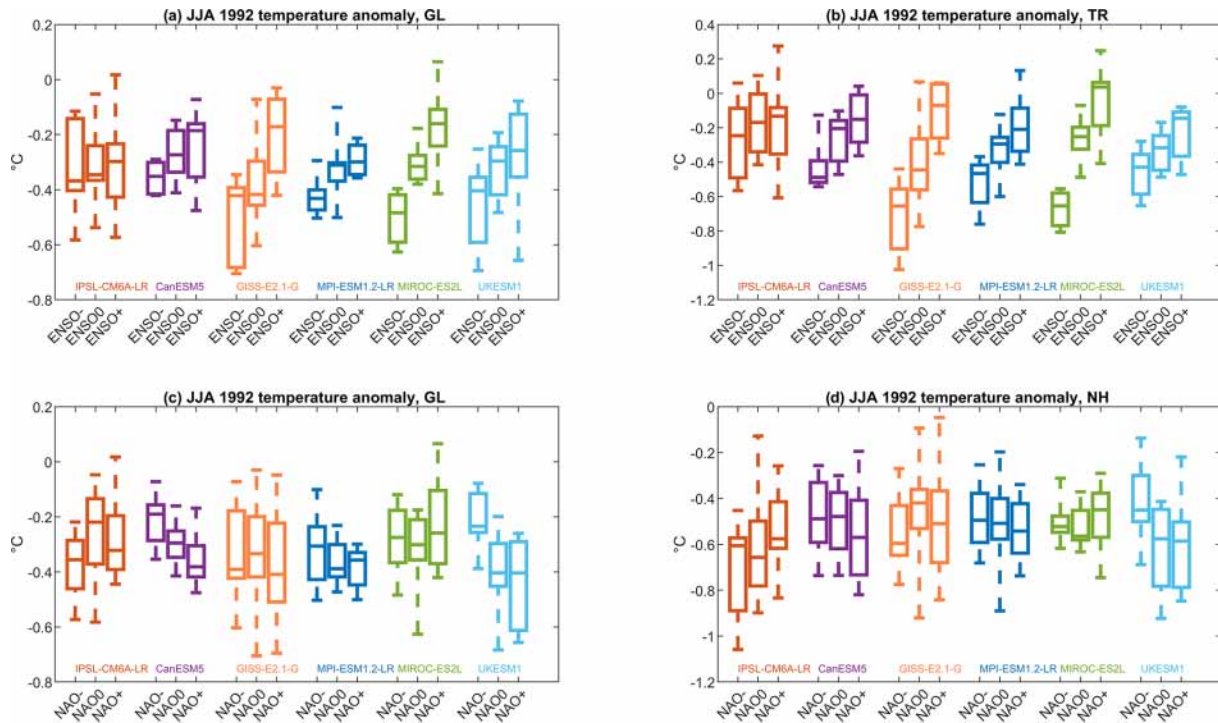 (a) JJA 1992 temperature anomaly, GL
0.2
0
-0.2
-0.4
-0.6
-0.8
°C
IPSL-CM6A-LR CanESM5 GISS-E2.1-G MPI-ESM1.2-LR MIROC-ES2L UKESM1
ENSO- ENSO0 ENSO+ ENSO- ENSO0 ENSO+ ENSO- ENSO0 ENSO+ ENSO- ENSO0 ENSO+ ENSO- ENSO0 ENSO+ ENSO- ENSO0 ENSO+
(b) JJA 1992 temperature anomaly, TR
0.4
0.2
0
-0.2
-0.4
-0.6
-0.8
-1
-1.2
°C
IPSL-CM6A-LR CanESM5 GISS-E2.1-G MPI-ESM1.2-LR MIROC-ES2L UKESM1
ENSO- ENSO0 ENSO+ ENSO- ENSO0 ENSO+ ENSO- ENSO0 ENSO+ ENSO- ENSO0 ENSO+ ENSO- ENSO0 ENSO+ ENSO- ENSO0 ENSO+
(c) JJA 1992 temperature anomaly, GL
0.2
0
-0.2
-0.4
-0.6
-0.8
°C
IPSL-CM6A-LR CanESM5 GISS-E2.1-G MPI-ESM1.2-LR MIROC-ES2L UKESM1
NAO- NAO0 NAO+ NAO- NAO0 NAO+ NAO- NAO0 NAO+ NAO- NAO0 NAO+ NAO- NAO0 NAO+ NAO- NAO0 NAO+
(d) JJA 1992 temperature anomaly, NH
0
-0.2
-0.4
-0.6
-0.8
-1
-1.2
°C
IPSL-CM6A-LR CanESM5 GISS-E2.1-G MPI-ESM1.2-LR MIROC-ES2L UKESM1
NAO- NAO0 NAO+ NAO- NAO0 NAO+ NAO- NAO0 NAO+ NAO- NAO0 NAO+ NAO- NAO0 NAO+ NAO- NAO0 NAO+